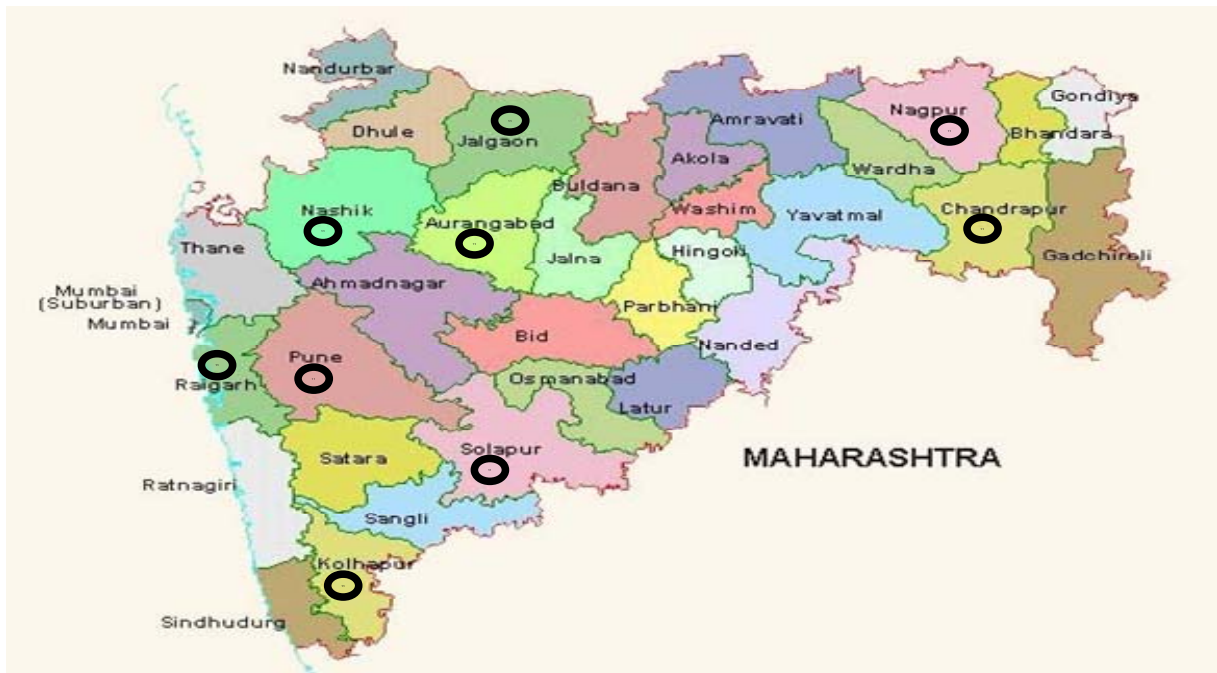 Nandurbar
Dhule
Jalgaon
Buldana
Akola
Amravati
Nagpur
Gondiya
Bhandara
Wardha
Washim
Yavatmal
Chandrapur
Gadchiroli
Nashik
Aurangabad
Jalna
Hingoli
Thane
Ahmadnagar
Parbhani
Mumbai
(Suburban)
Mumbai
Bid
Nanded
Pune
Raigarh
Osmanabad
Latur
Satara
Solapur
MAHARASHTRA
Ratnagiri
Sangli
Kolhapur
Sindhudurg